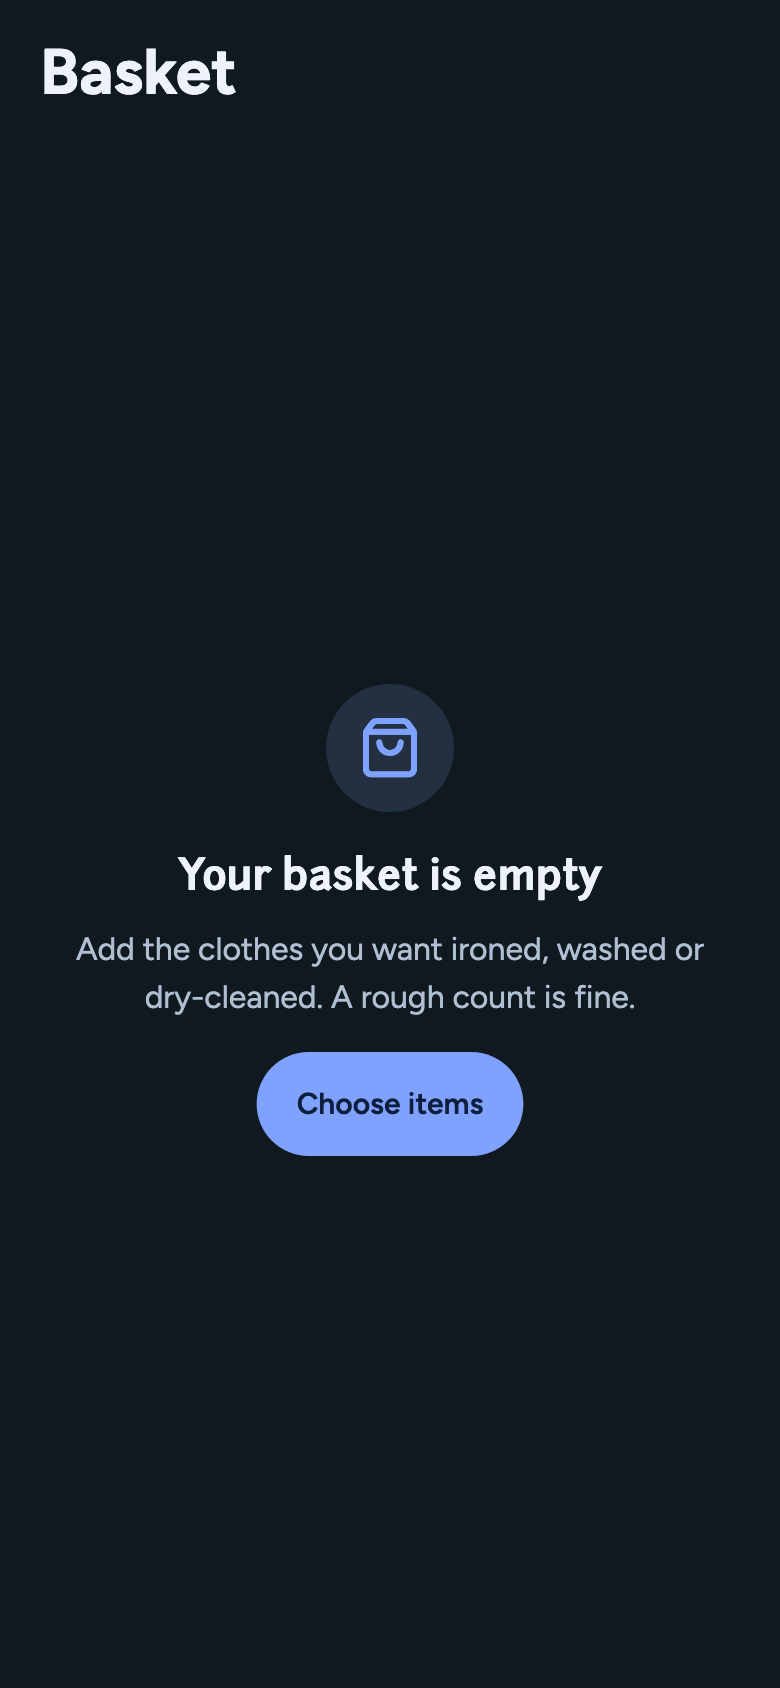 Basket
Your basket is empty
Add the clothes you want ironed, washed or
dry-cleaned. A rough count is fine.
Choose items